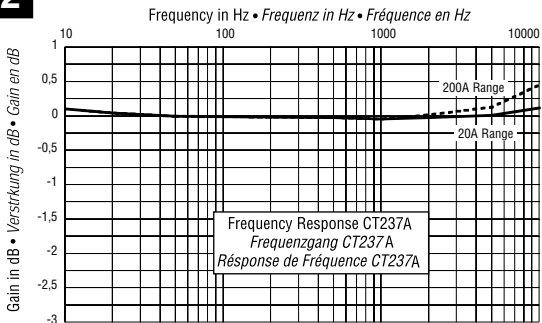 2
Frequency in Hz • Frequenz in Hz • Fréquence en Hz
10 100 1000 10000
Gain in dB • Verstrkung in dB • Gain en dB
1
0,5
0
-0,5
-1
-1,5
-2
-2,5
-3
200A Range
20A Range
Frequency Response CT237A
Frequenzgang CT237A
Résponse de Fréquence CT237A